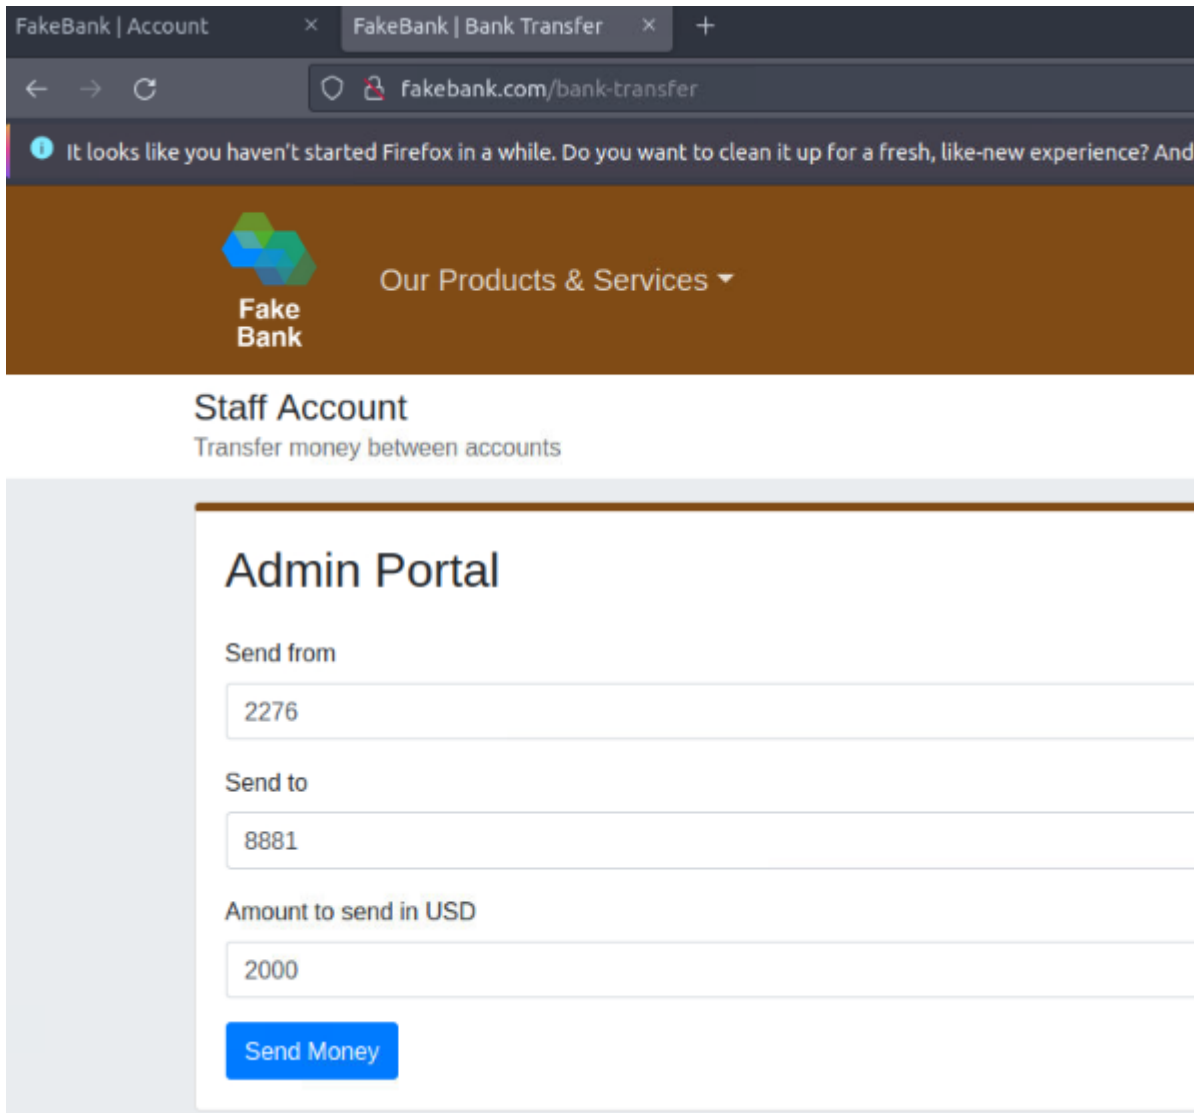 FakeBank | Account × FakeBank | Bank Transfer × +
fakebank.com/bank-transfer
It looks like you haven't started Firefox in a while. Do you want to clean it up for a fresh, like-new experience? And
Our Products & Services
Fake
Bank
Staff Account
Transfer money between accounts
Admin Portal
Send from
2276
Send to
8881
Amount to send in USD
2000
Send Money